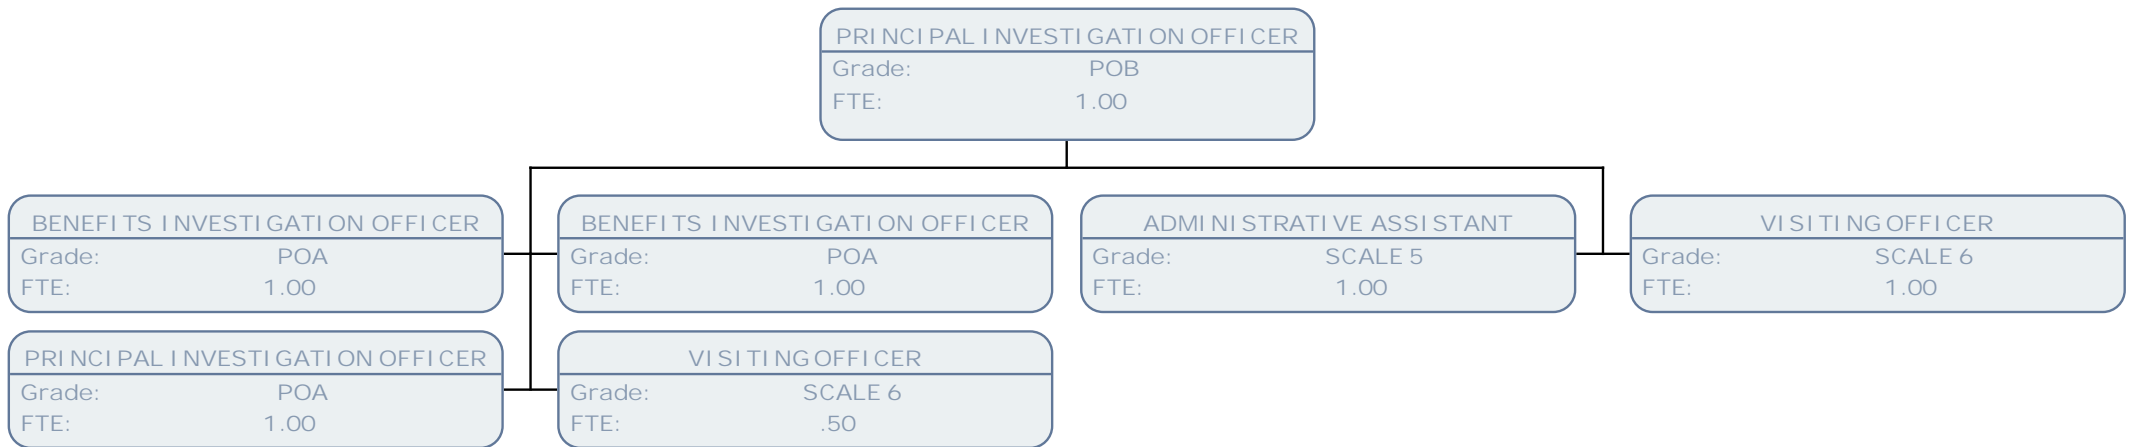 PRINCIPAL INVESTIGATION OFFICER
Grade: POB
FTE: 1.00
BENEFITS INVESTIGATION OFFICER
Grade: POA
FTE: 1.00
BENEFITS INVESTIGATION OFFICER
Grade: POA
FTE: 1.00
ADMINISTRATIVE ASSISTANT
Grade: SCALE 5
FTE: 1.00
VISITING OFFICER
Grade: SCALE 6
FTE: 1.00
PRINCIPAL INVESTIGATION OFFICER
Grade: POA
FTE: 1.00
VISITING OFFICER
Grade: SCALE 6
FTE: .50